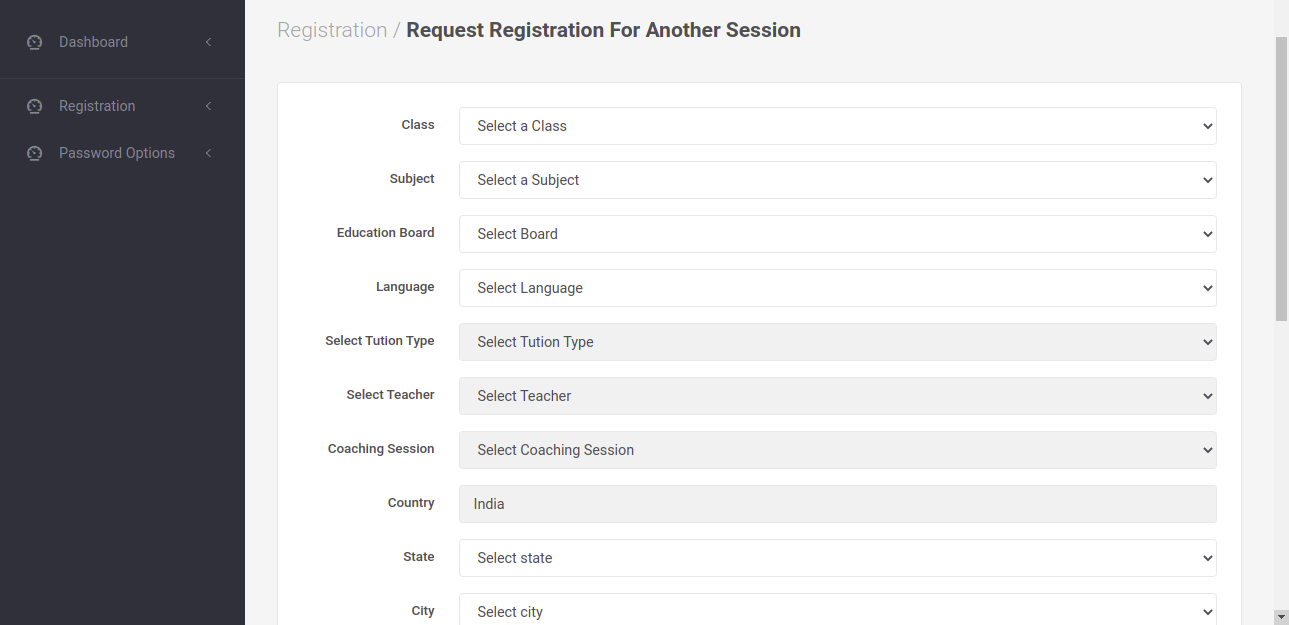 Dashboard
Registration
Password Options
Registration / Request Registration For Another Session
Class Select a Class
Subject Select a Subject
Education Board Select Board
Language Select Language
Select Tution Type Select Tution Type
Select Teacher Select Teacher
Coaching Session Select Coaching Session
Country India
State Select state
City Select city